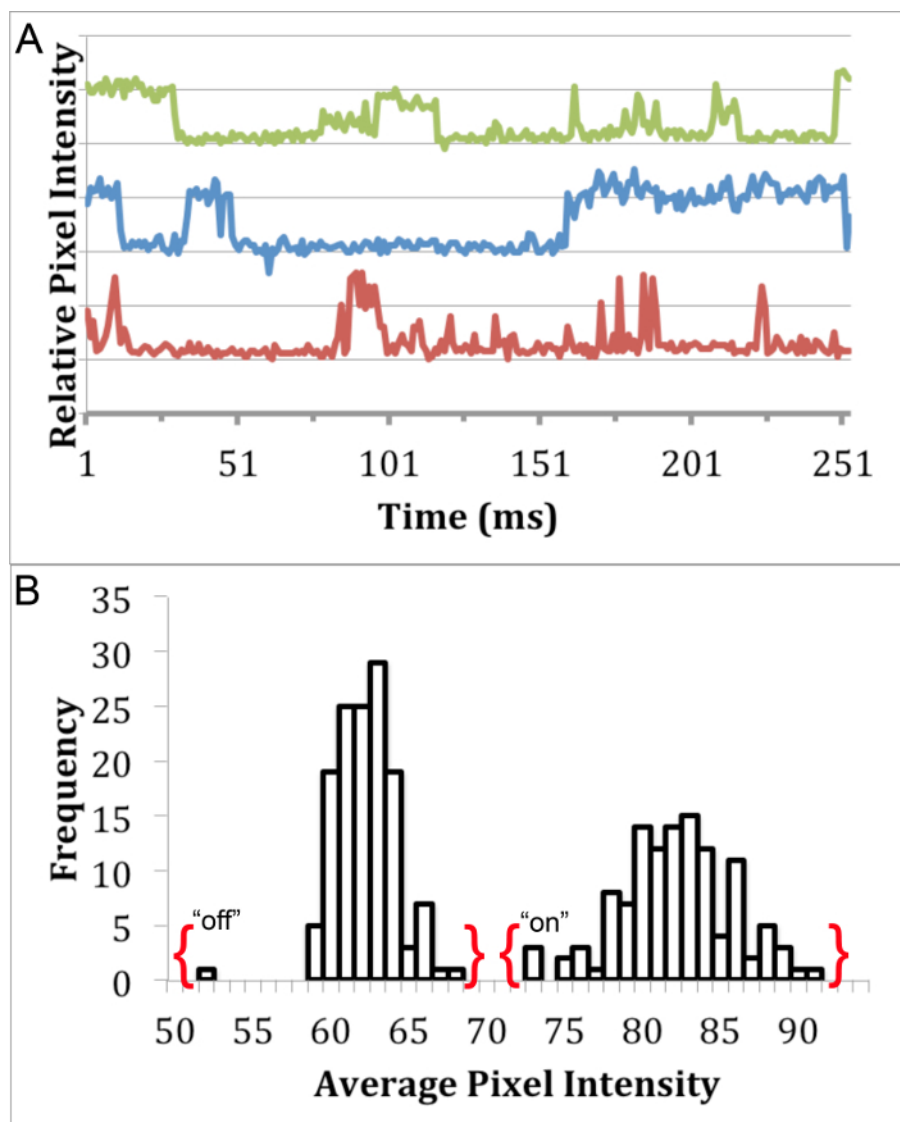 A
Relative Pixel Intensity
1 51 101 151 201 251
Time (ms)
B
Frequency
35
30
25
20
15
10
5
0
“off”
“on”
50 55 60 65 70 75 80 85 90
Average Pixel Intensity